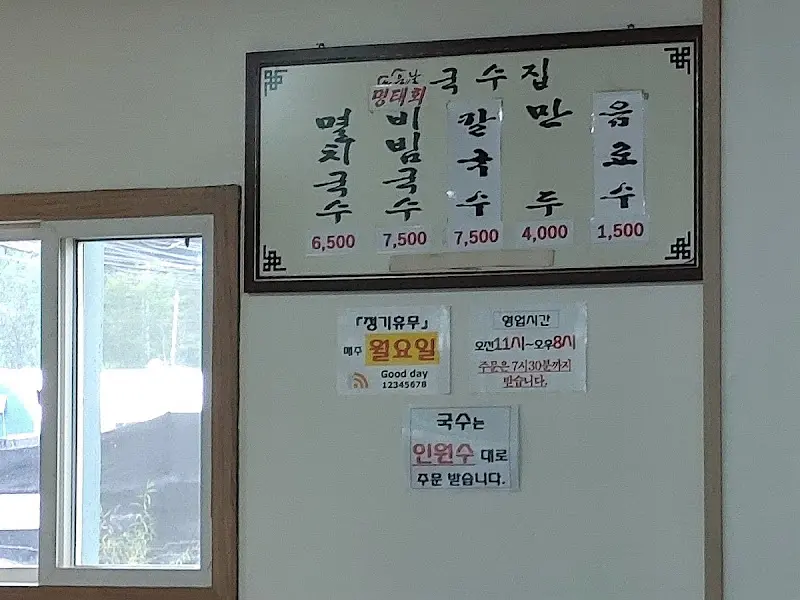 국수집
명태회
멸치국수
비빔국수
팥국수
만두
음료수
6,500
7,500
7,500
4,000
1,500
「정기휴무」
매주 월요일
Good day
12345678
영업시간
오전11시~오후8시
주문은 7시30분까지
받습니다.
국수는
인원수 대로
주문 받습니다.